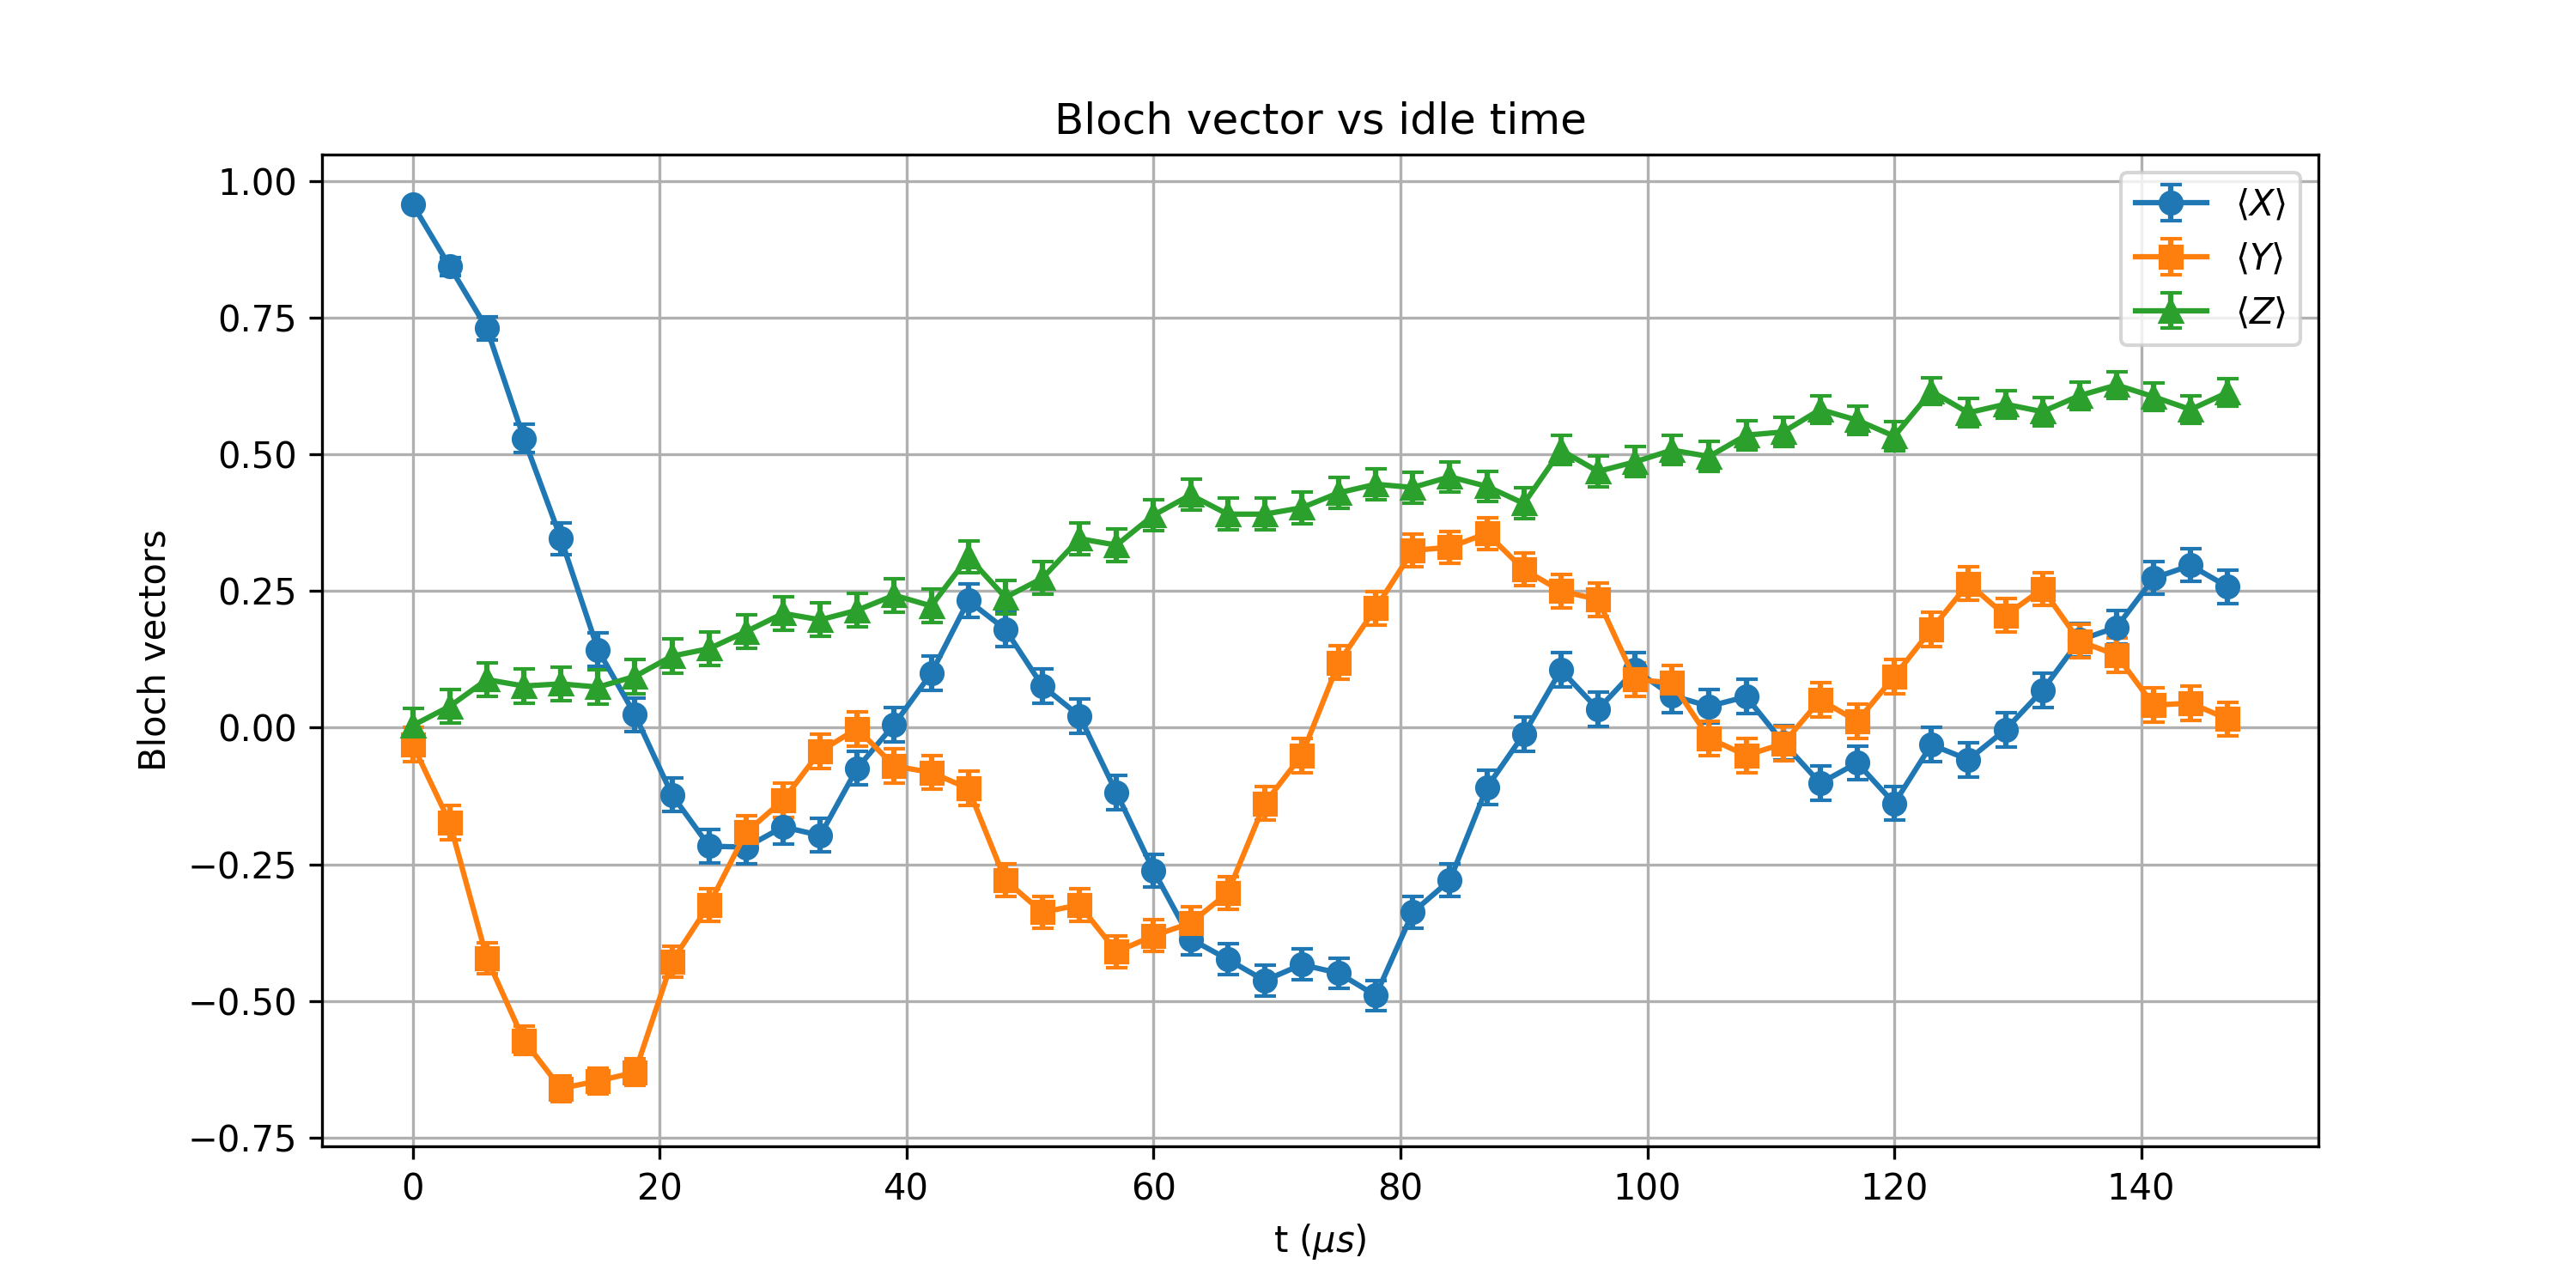 Bloch vector vs idle time
1.00
0.75
0.50
0.25
0.00
−0.25
−0.50
−0.75
Bloch vectors
⟨X⟩
⟨Y⟩
⟨Z⟩
0 20 40 60 80 100 120 140
t (μs)